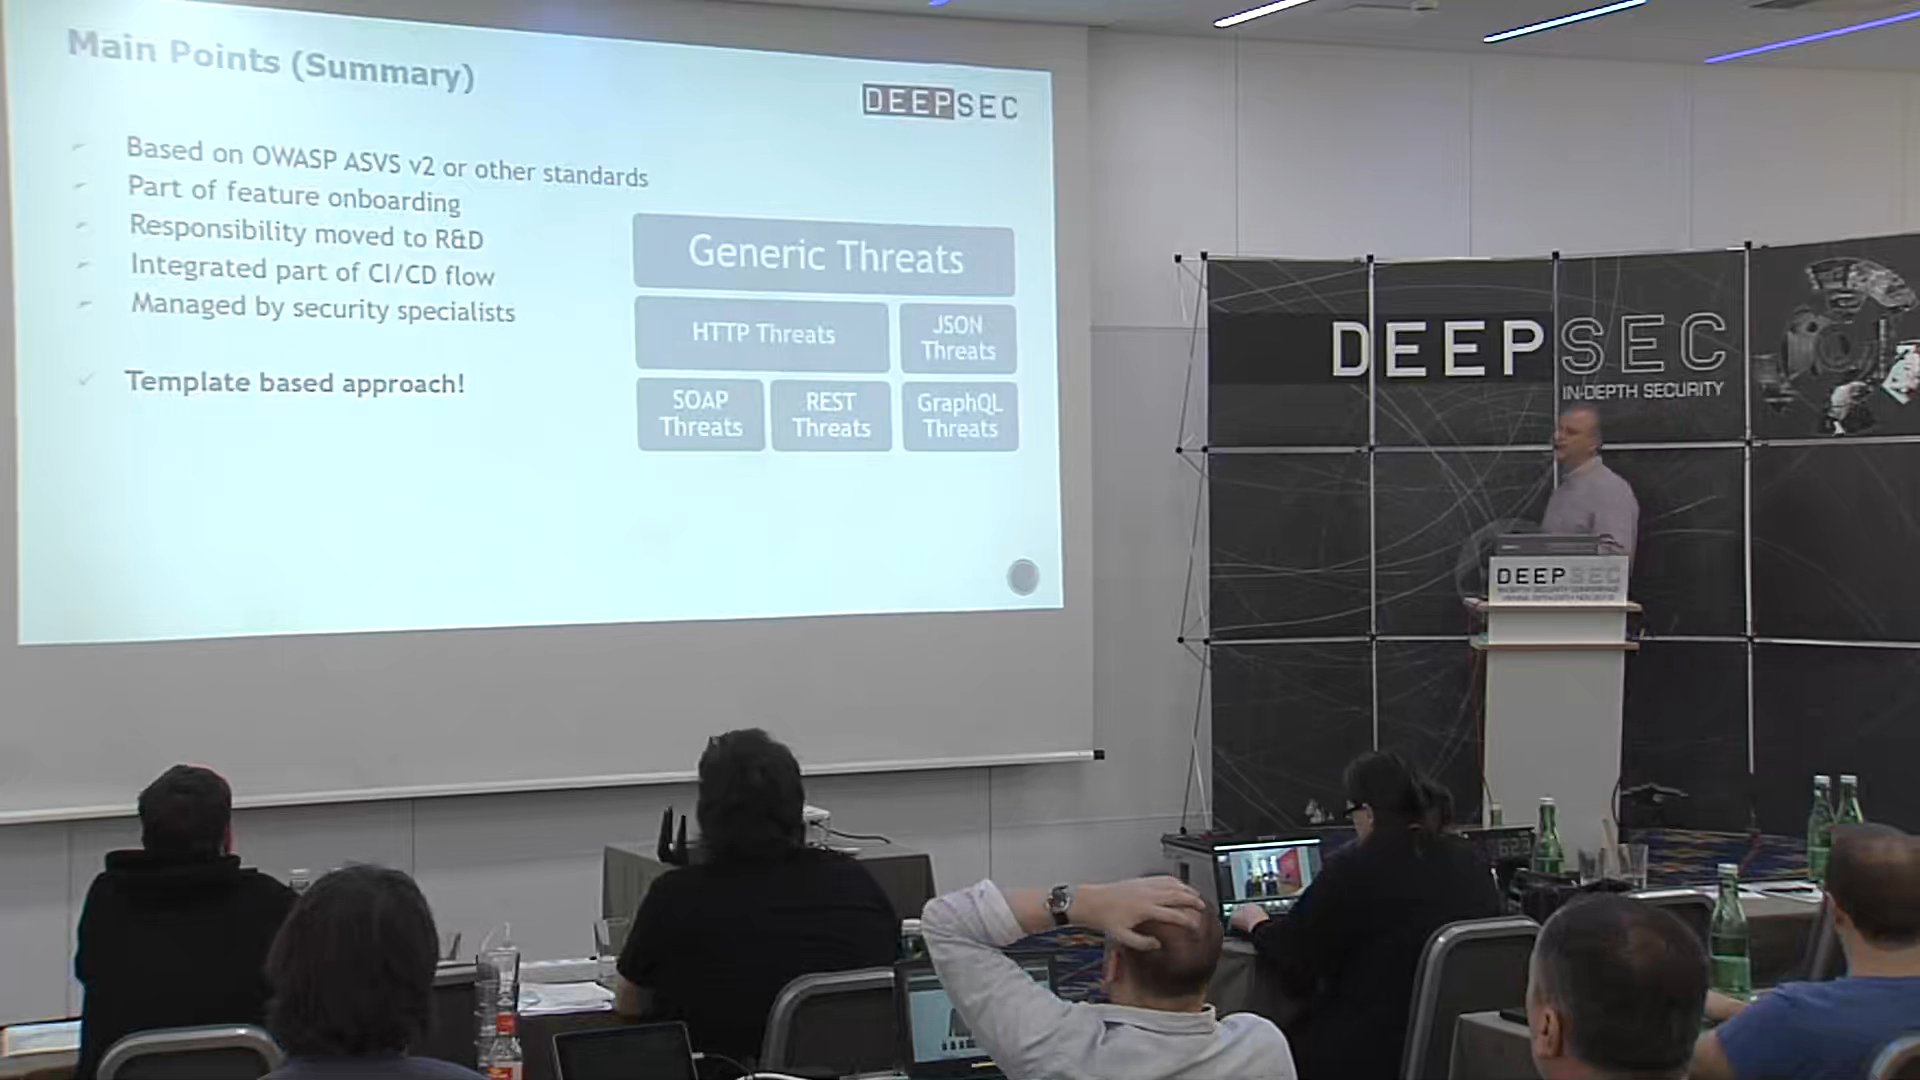 Main Points (Summary)
DEEPSEC
Based on OWASP ASVS v2 or other standards
Part of feature onboarding
Responsibility moved to R&D
Integrated part of CI/CD flow
Managed by security specialists
Template based approach!
Generic Threats
HTTP Threats
JSON
Threats
SOAP
Threats
REST
Threats
GraphQL
Threats
DEEPSEC
IN-DEPTH SECURITY
DEEPSEC